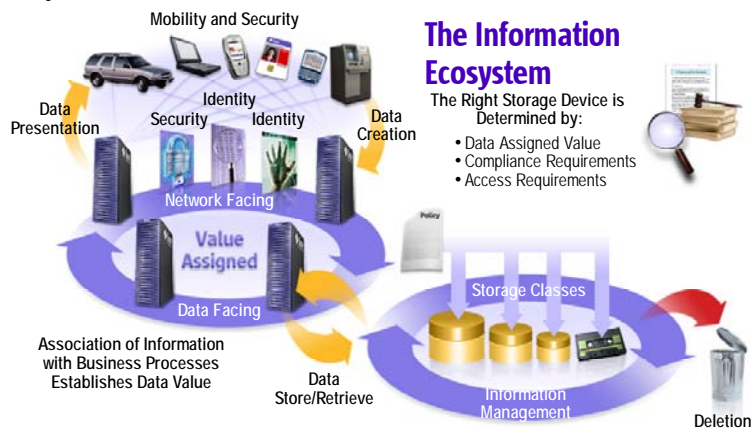 Mobility and Security
The Information
Ecosystem
The Right Storage Device is
Determined by:
• Data Assigned Value
• Compliance Requirements
• Access Requirements
Data
Presentation
Identity
Security
Identity
Data
Creation
Network Facing
Value
Assigned
Data Facing
Policy
Storage Classes
Association of Information
with Business Processes
Establishes Data Value
Data
Store/Retrieve
Information
Management
Deletion